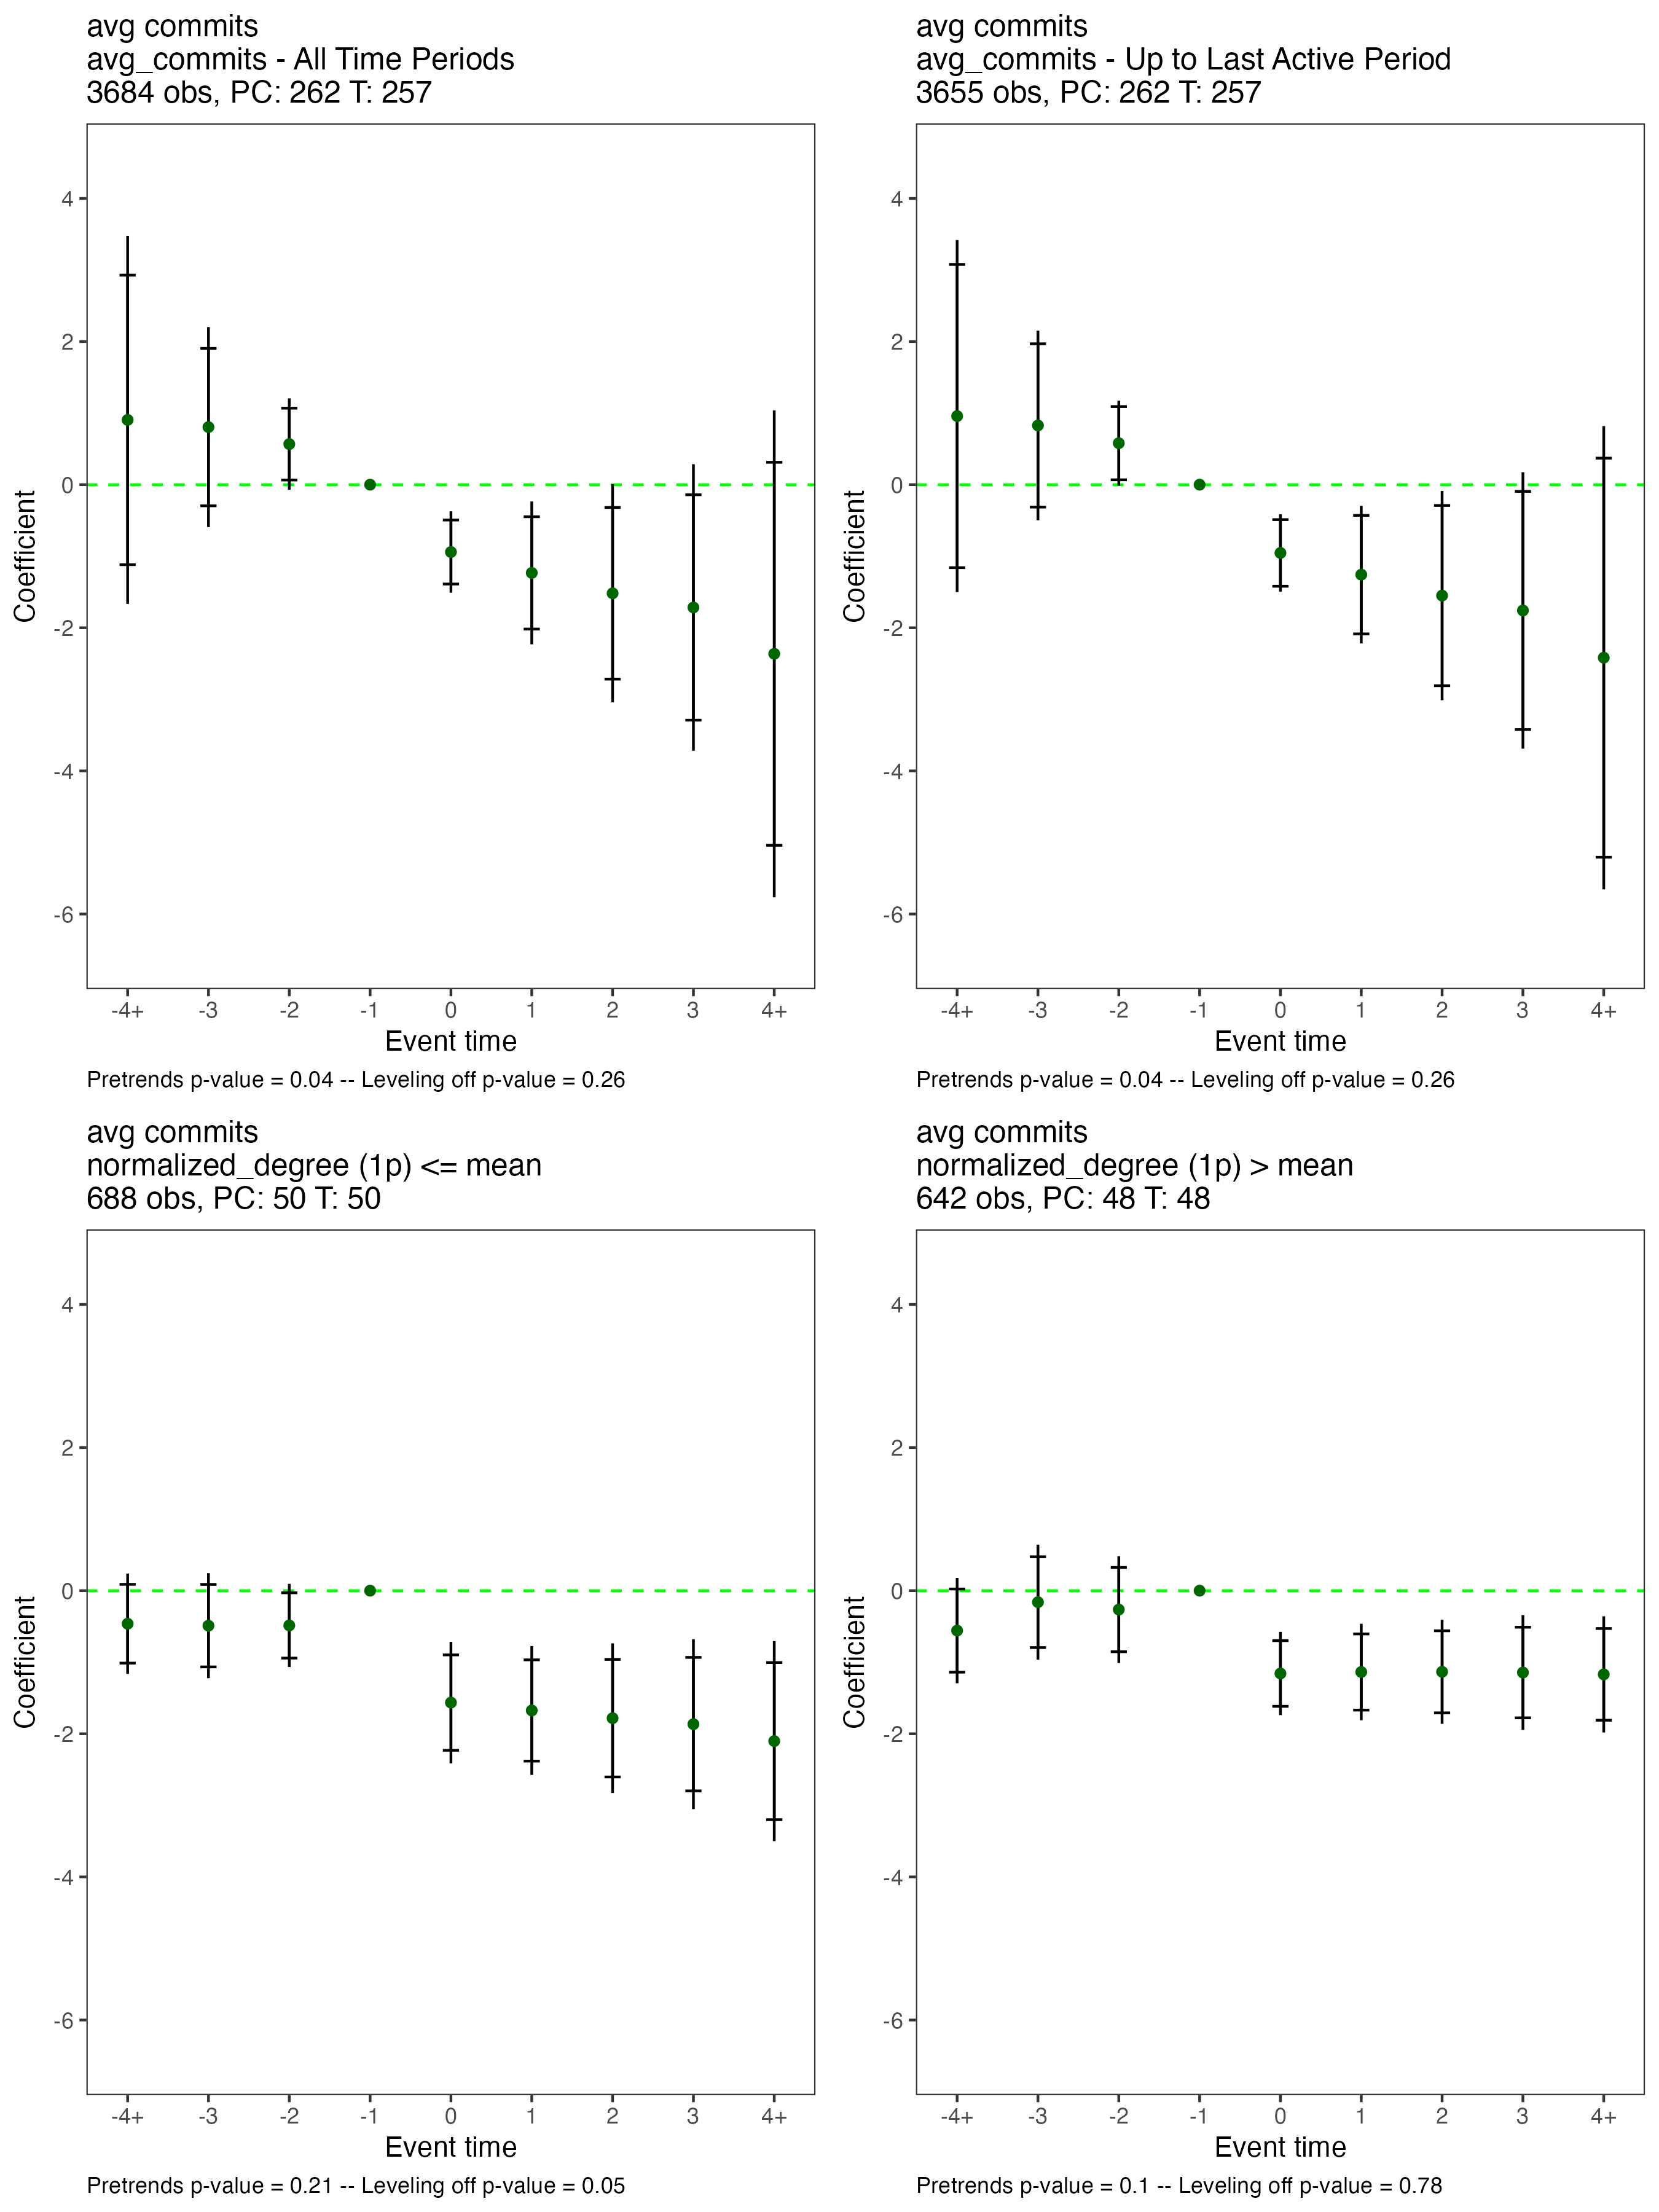 avg commits
avg_commits - All Time Periods
3684 obs, PC: 262 T: 257
4
2
0
-2
-4
-6
Coefficient
-4+ -3 -2 -1 0 1 2 3 4+
Event time
Pretrends p-value = 0.04 -- Leveling off p-value = 0.26
avg commits
avg_commits - Up to Last Active Period
3655 obs, PC: 262 T: 257
4
2
0
-2
-4
-6
Coefficient
-4+ -3 -2 -1 0 1 2 3 4+
Event time
Pretrends p-value = 0.04 -- Leveling off p-value = 0.26
avg commits
normalized_degree (1p) <= mean
688 obs, PC: 50 T: 50
4
2
0
-2
-4
-6
Coefficient
-4+ -3 -2 -1 0 1 2 3 4+
Event time
Pretrends p-value = 0.21 -- Leveling off p-value = 0.05
avg commits
normalized_degree (1p) > mean
642 obs, PC: 48 T: 48
4
2
0
-2
-4
-6
Coefficient
-4+ -3 -2 -1 0 1 2 3 4+
Event time
Pretrends p-value = 0.1 -- Leveling off p-value = 0.78